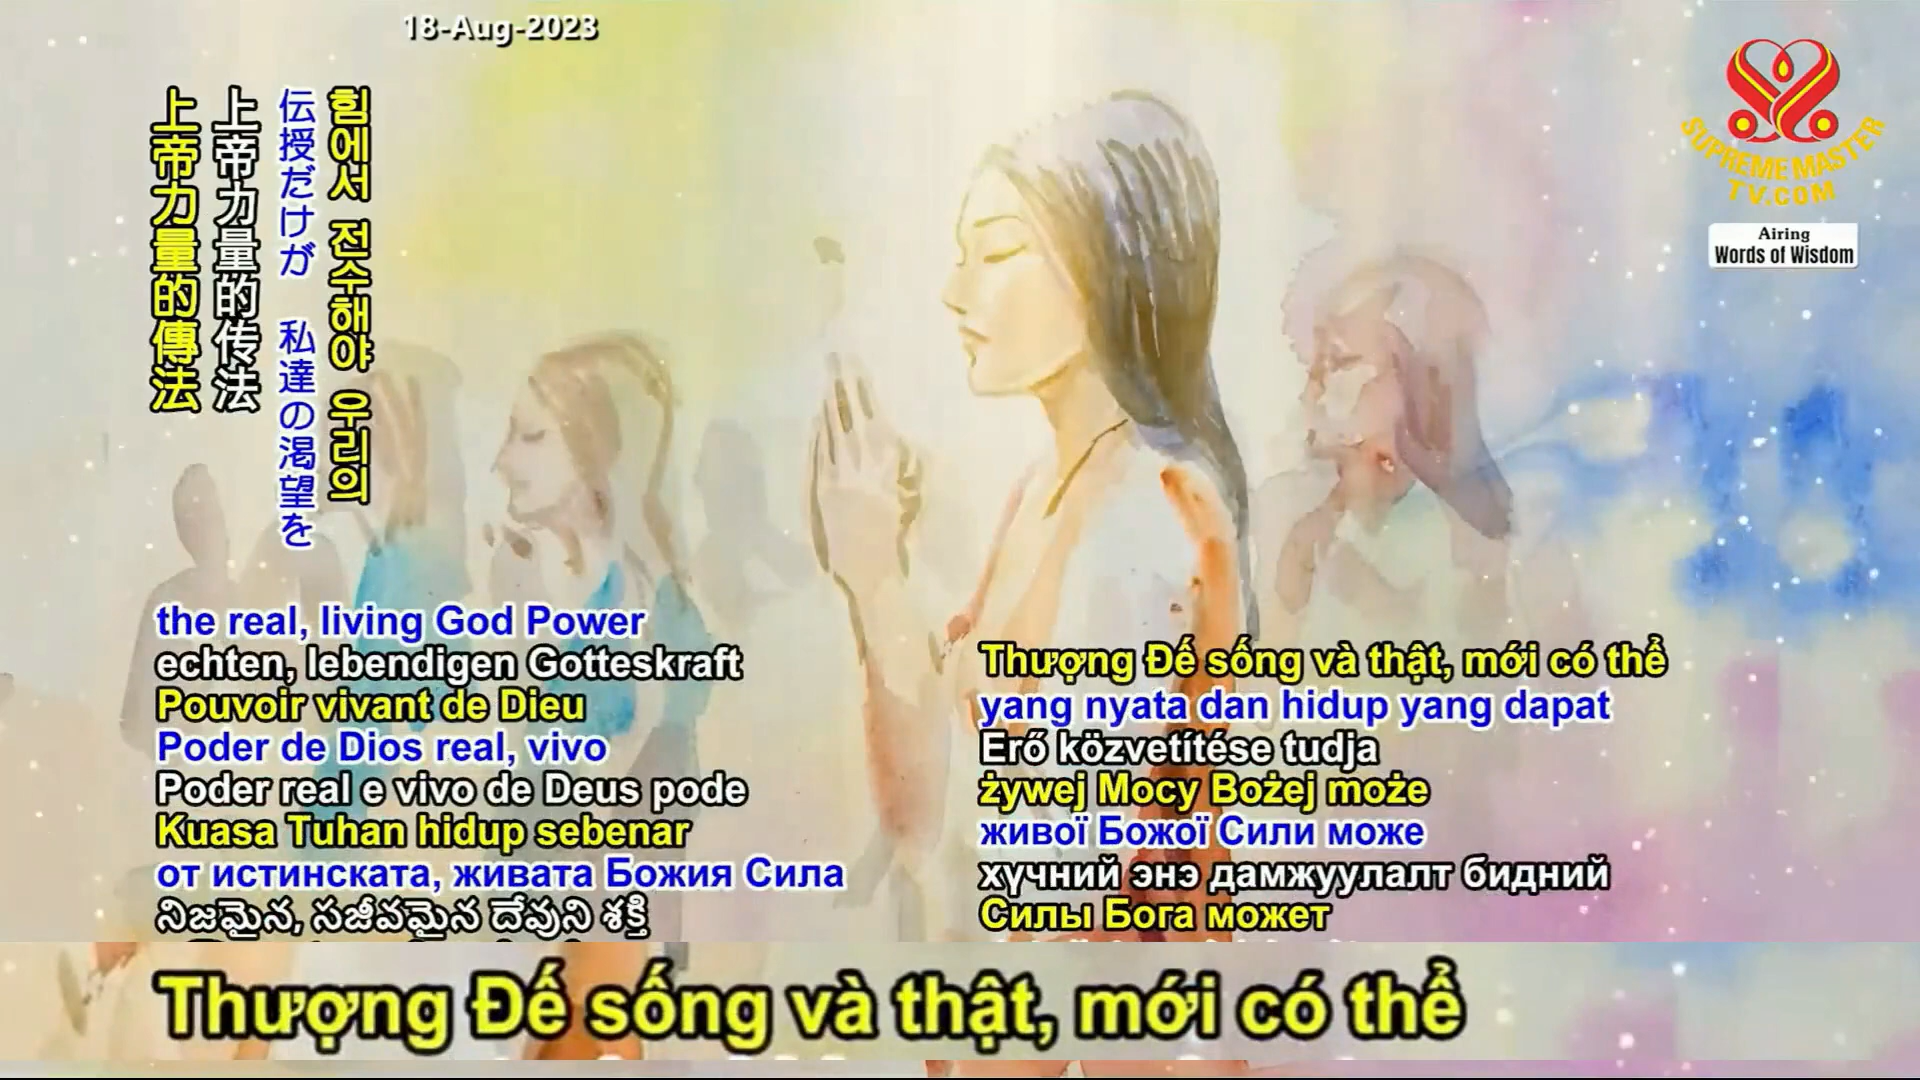 18-Aug-2023
SUPREME MASTER
TV.COM
Airing
Words of Wisdom
힘에서 전수해야 우리의
伝授だけが 私達の渇望を
上帝力量的传法
上帝力量的傳法
the real, living God Power
echten, lebendigen Gotteskraft
Pouvoir vivant de Dieu
Poder de Dios real, vivo
Poder real e vivo de Deus pode
Kuasa Tuhan hidup sebenar
от истинската, живата Божия Сила
నిజమైన, సజీవమైన దేవుని శక్తి
Thượng Đế sống và thật, mới có thể
yang nyata dan hidup yang dapat
Erő közvetítése tudja
żywej Mocy Bożej może
живої Божої Сили може
хүчний энэ дамжуулалт бидний
Силы Бога может
Thượng Đế sống và thật, mới có thể